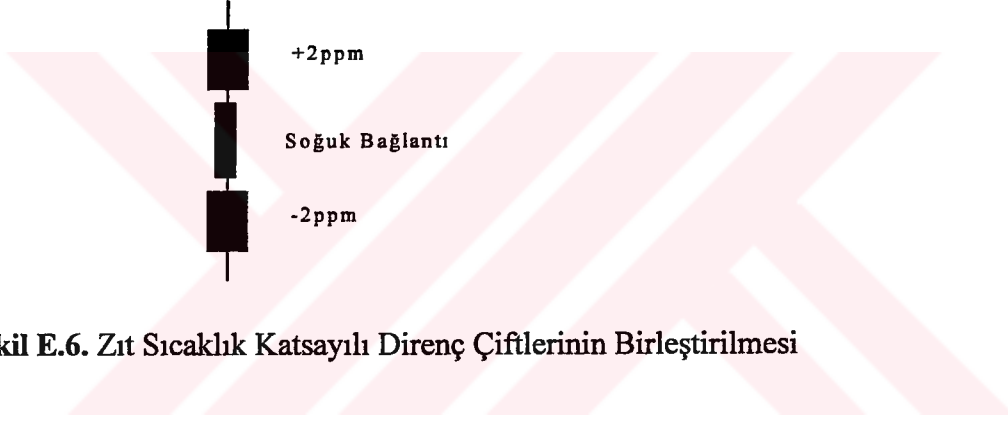 +2ppm
Soğuk Bağlantı
-2ppm
kil E.6. Zıt Sıcaklık Katsayılı Direnç Çiftlerinin Birleştirilmesi